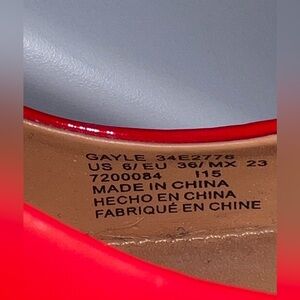 GAYLE 34E2776
US 6/EU 36/MX 23
7200084 I15
MADE IN CHINA
HECHO EN CHINA
FABRIQUÉ EN CHINE